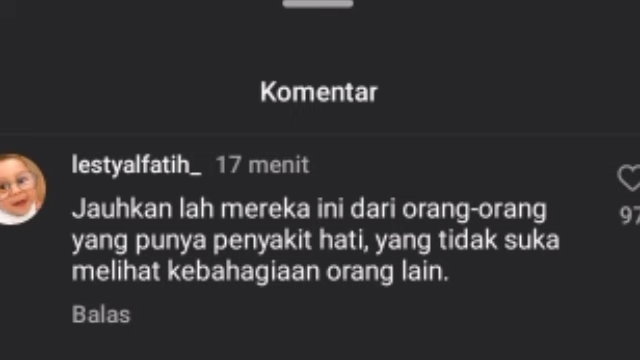 Komentar
lestyalfatih_ 17 menit
Jauhkan lah mereka ini dari orang-orang
yang punya penyakit hati, yang tidak suka
melihat kebahagiaan orang lain.
97
Balas